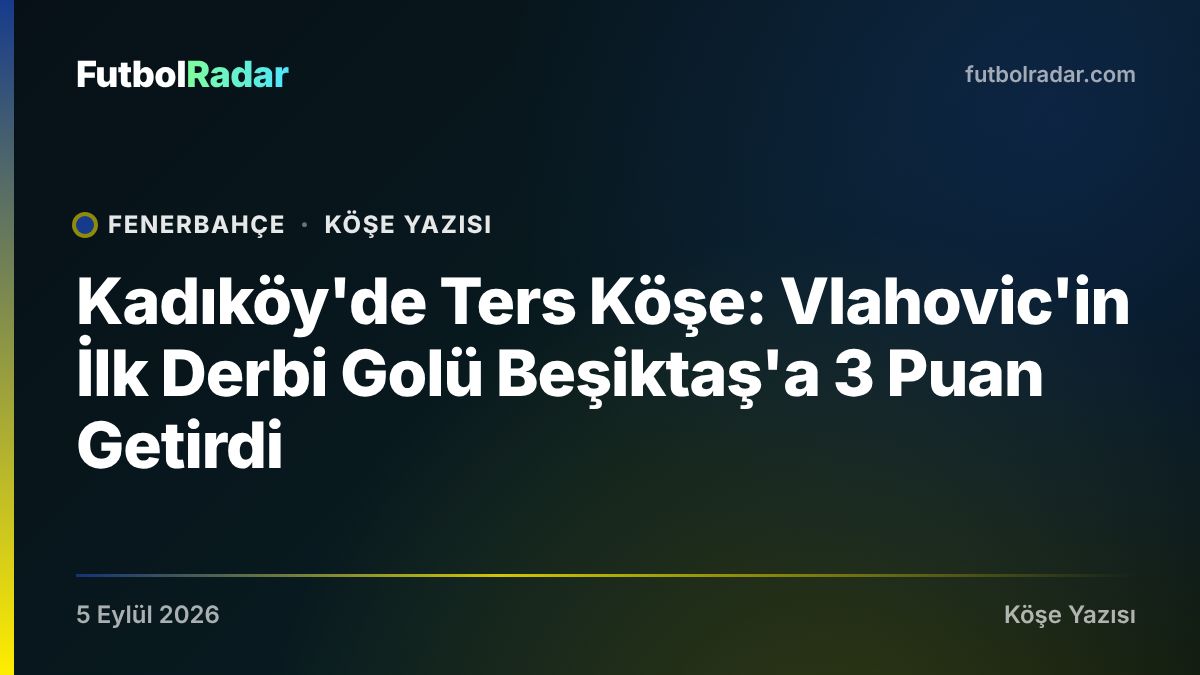 FutbolRadar
futbolradar.com
FENERBAHÇE · KÖŞE YAZISI
Kadıköy'de Ters Köşe: Vlahovic'in
İlk Derbi Golü Beşiktaş'a 3 Puan
Getirdi
5 Eylül 2026
Köşe Yazısı